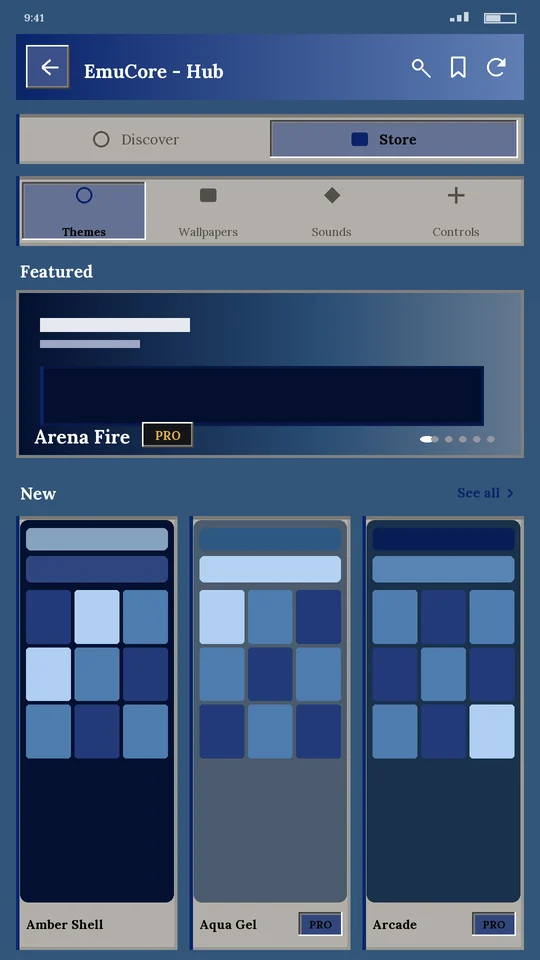 9:41
EmuCore - Hub
Discover
Store
Themes
Wallpapers
Sounds
Controls
Featured
Arena Fire
PRO
New
See all
Amber Shell
Aqua Gel
PRO
Arcade
PRO